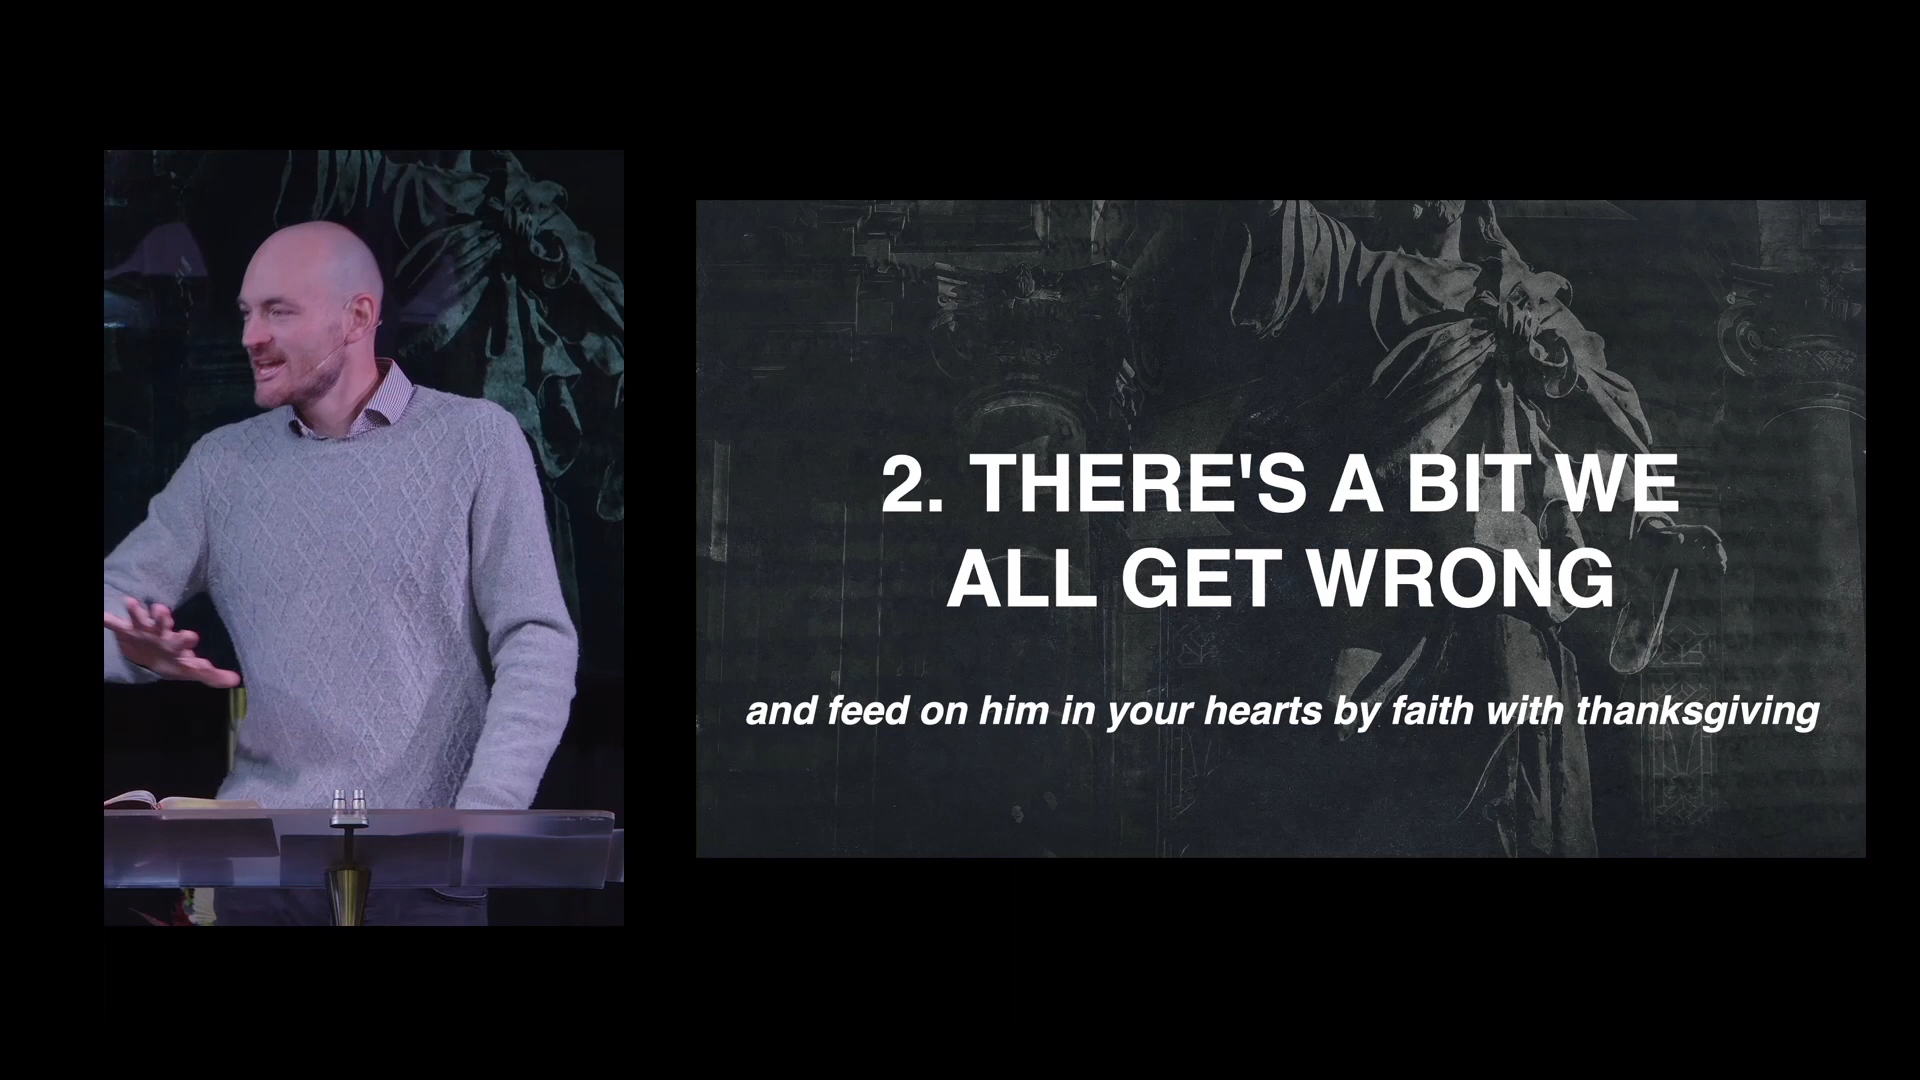 2. THERE'S A BIT WE
ALL GET WRONG
and feed on him in your hearts by faith with thanksgiving